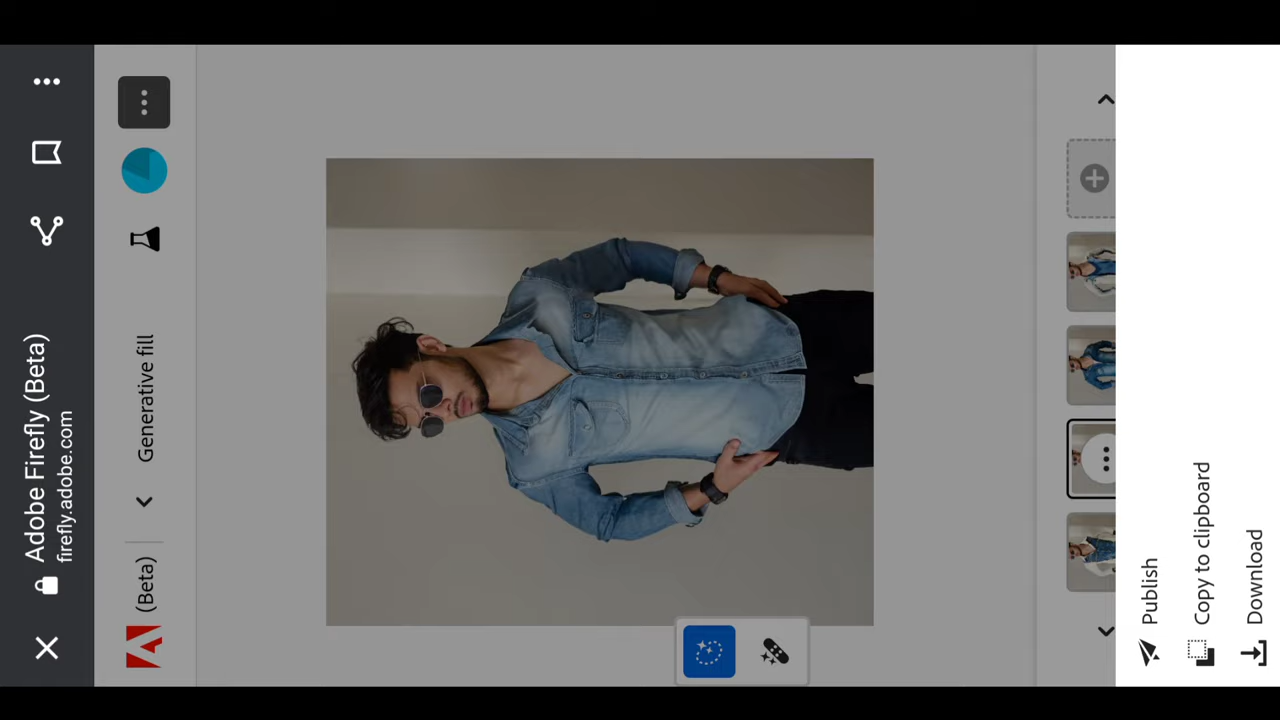 Adobe Firefly (Beta)
firefly.adobe.com
(Beta)
Generative fill
Publish
Copy to clipboard
Download